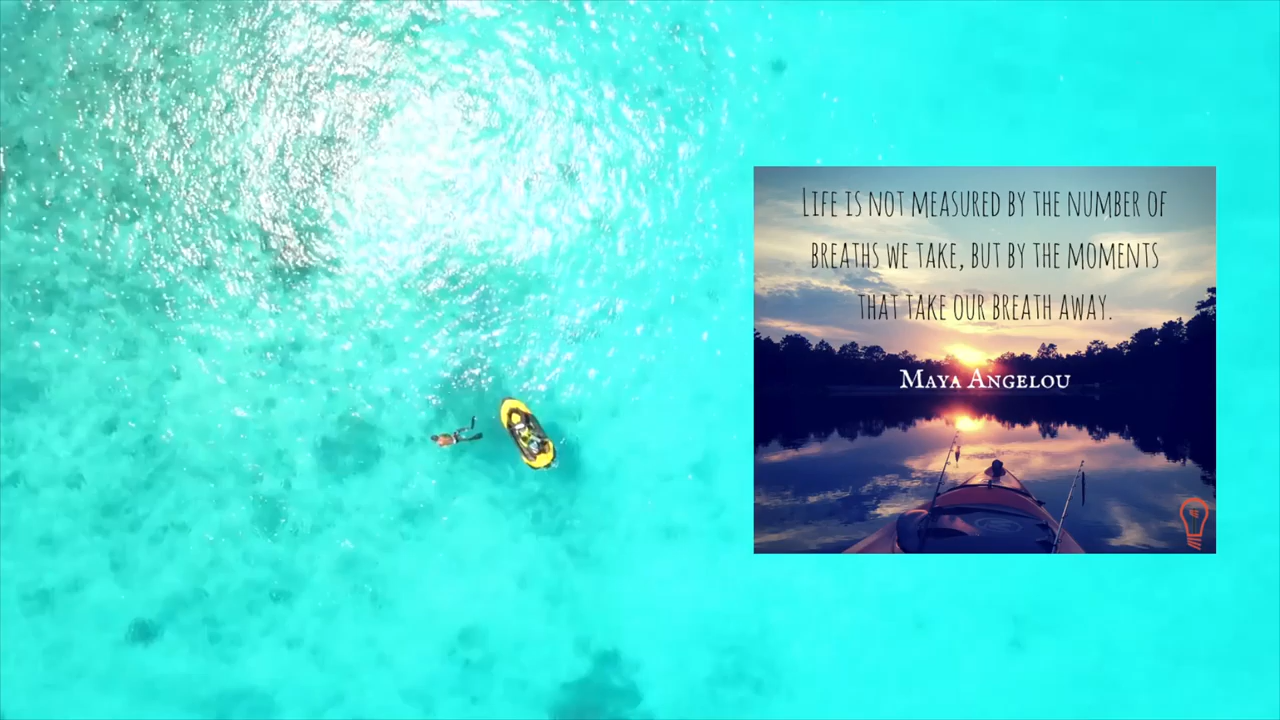 Life is not measured by the number of
breaths we take, but by the moments
that take our breath away.
Maya Angelou